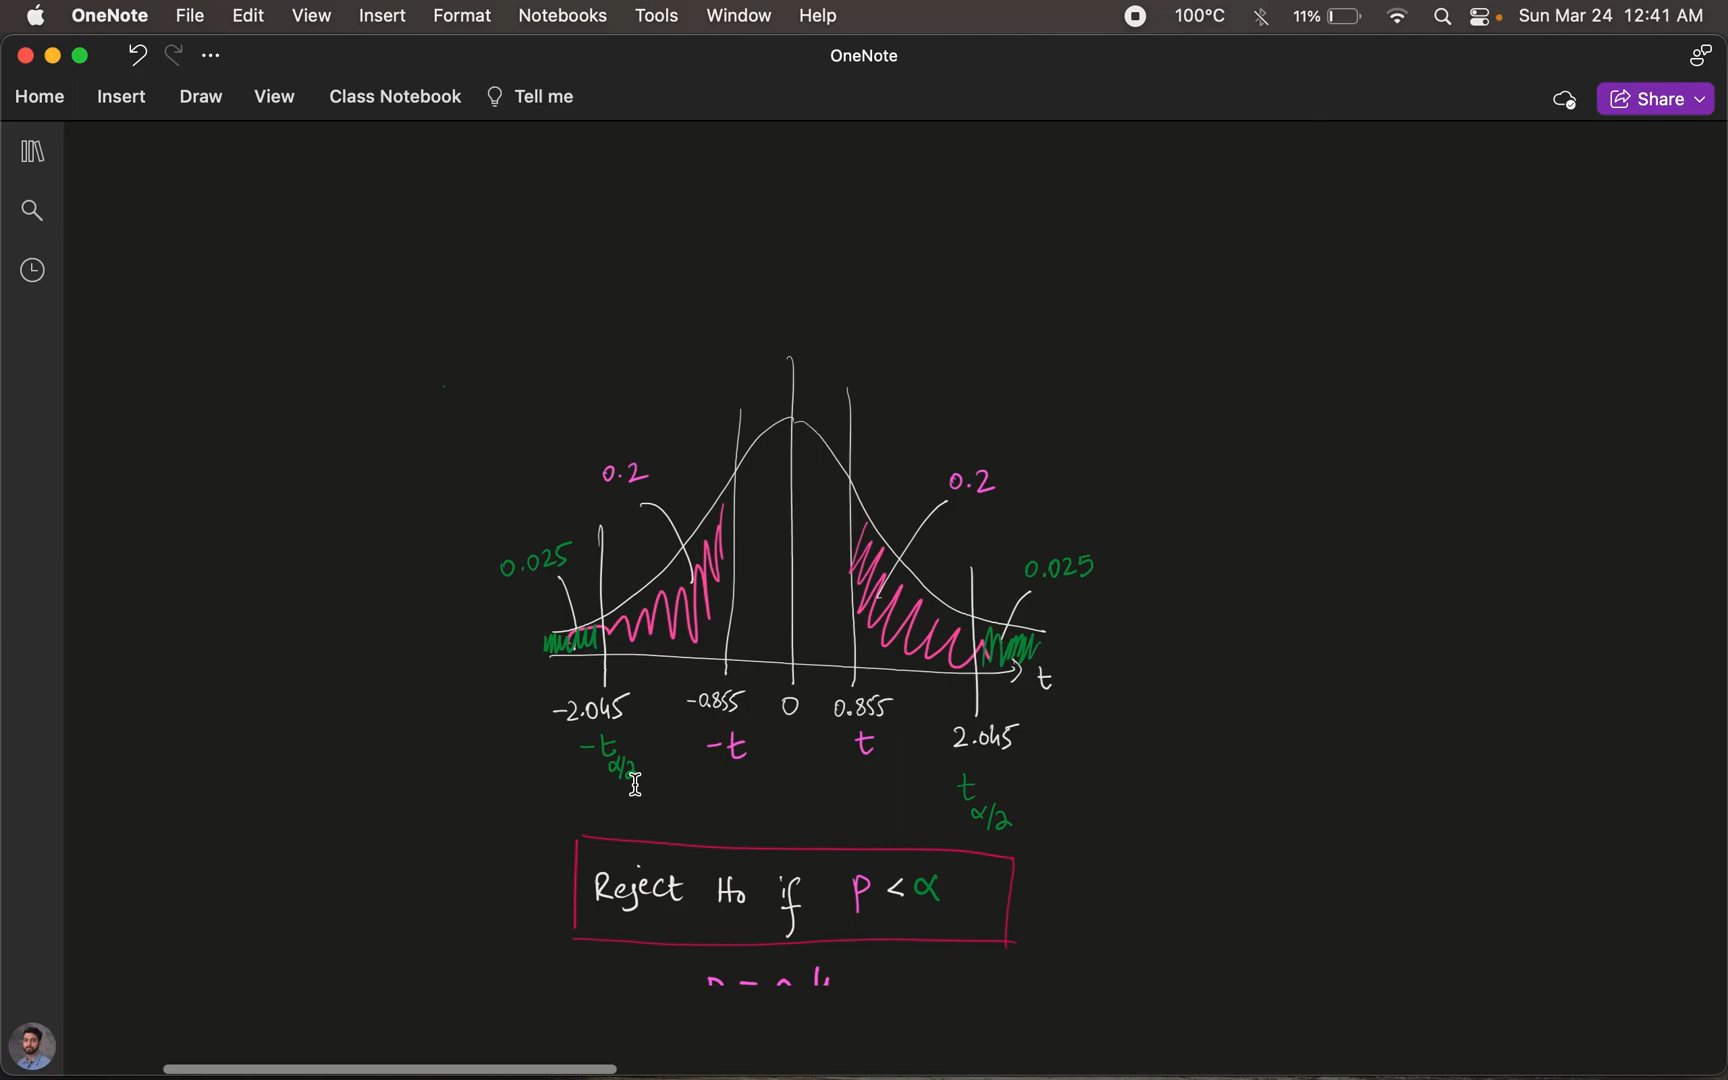 OneNote File Edit View Insert Format Notebooks Tools Window Help 100°C 11% Sun Mar 24 12:41 AM
OneNote
Home Insert Draw View Class Notebook Tell me Share
0.2 0.2
0.025 0.025
t
-2.045 -0.855 0 0.855 2.045
-t α/2 -t t t α/2
Reject H₀ if p < α